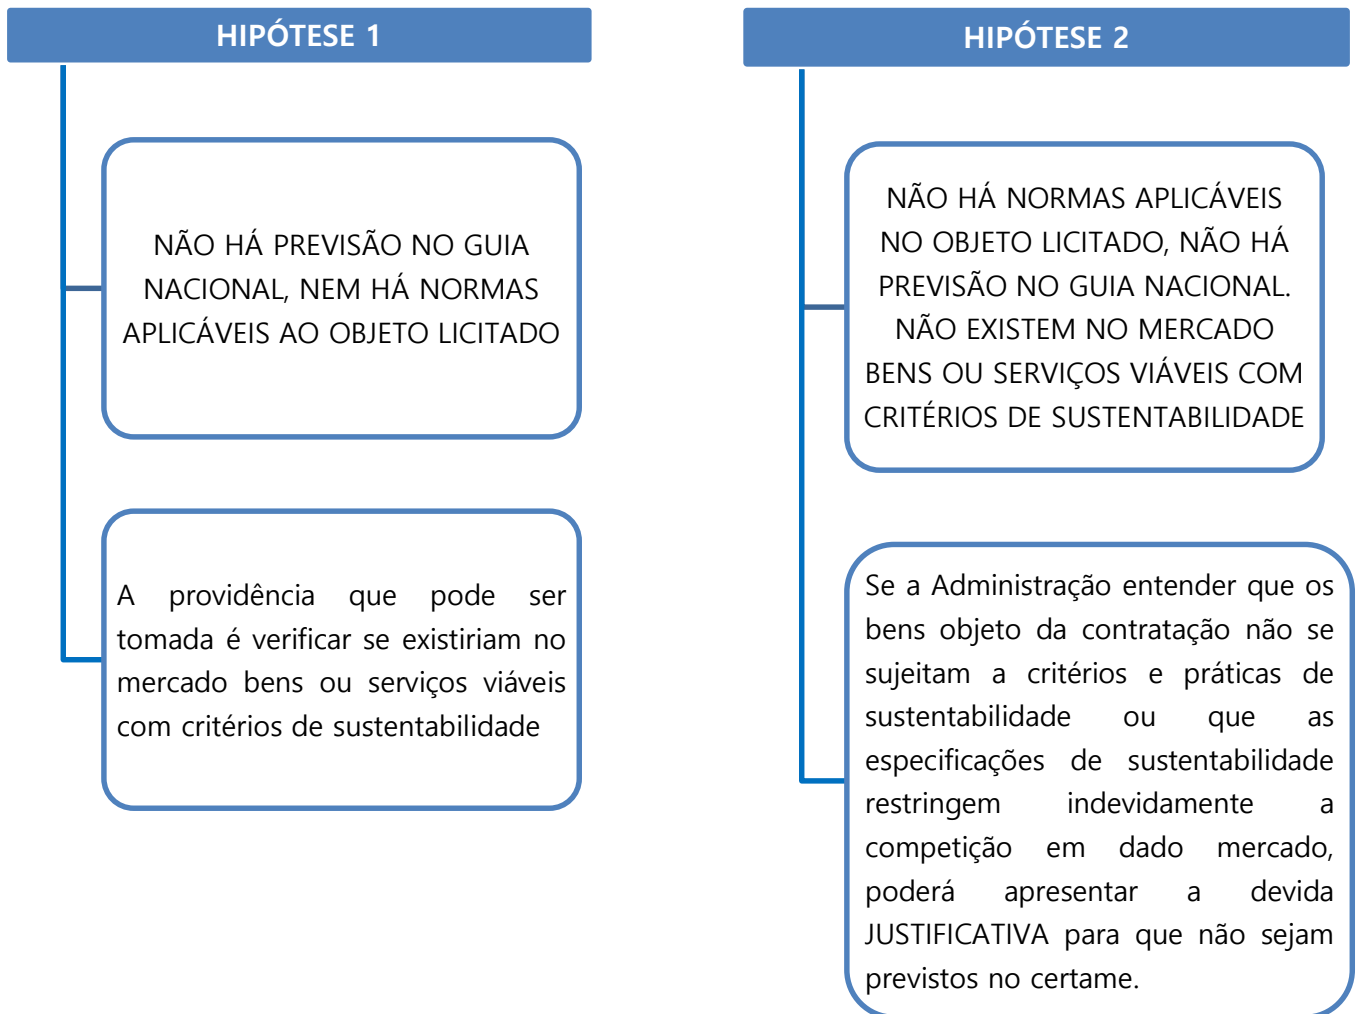 HIPÓTESE 1
NÃO HÁ PREVISÃO NO GUIA
NACIONAL, NEM HÁ NORMAS
APLICÁVEIS AO OBJETO LICITADO
A providência que pode ser
tomada é verificar se existiriam no
mercado bens ou serviços viáveis
com critérios de sustentabilidade
HIPÓTESE 2
NÃO HÁ NORMAS APLICÁVEIS
NO OBJETO LICITADO, NÃO HÁ
PREVISÃO NO GUIA NACIONAL.
NÃO EXISTEM NO MERCADO
BENS OU SERVIÇOS VIÁVEIS COM
CRITÉRIOS DE SUSTENTABILIDADE
Se a Administração entender que os
bens objeto da contratação não se
sujeitam a critérios e práticas de
sustentabilidade ou que as
especificações de sustentabilidade
restringem indevidamente a
competição em dado mercado,
poderá apresentar a devida
JUSTIFICATIVA para que não sejam
previstos no certame.